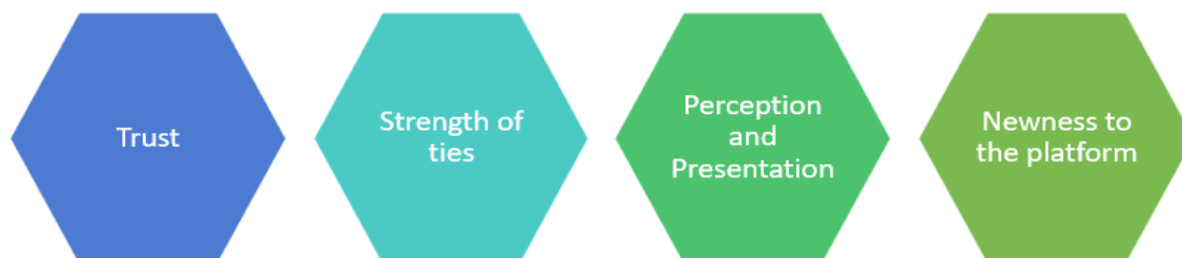 Trust
Strength of
ties
Perception
and
Presentation
Newness to
the platform